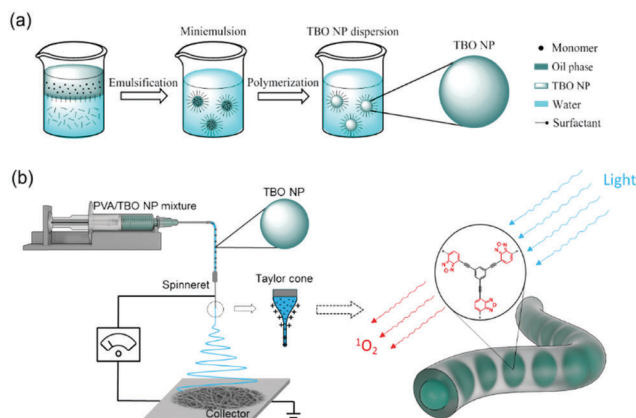 (a)
Miniemulsion
TBO NP dispersion
TBO NP
Emulsification
Polymerization
Monomer
Oil phase
TBO NP
Water
Surfactant
(b)
PVA/TBO NP mixture
TBO NP
Light
Spinneret
Taylor cone
¹O₂
Collector